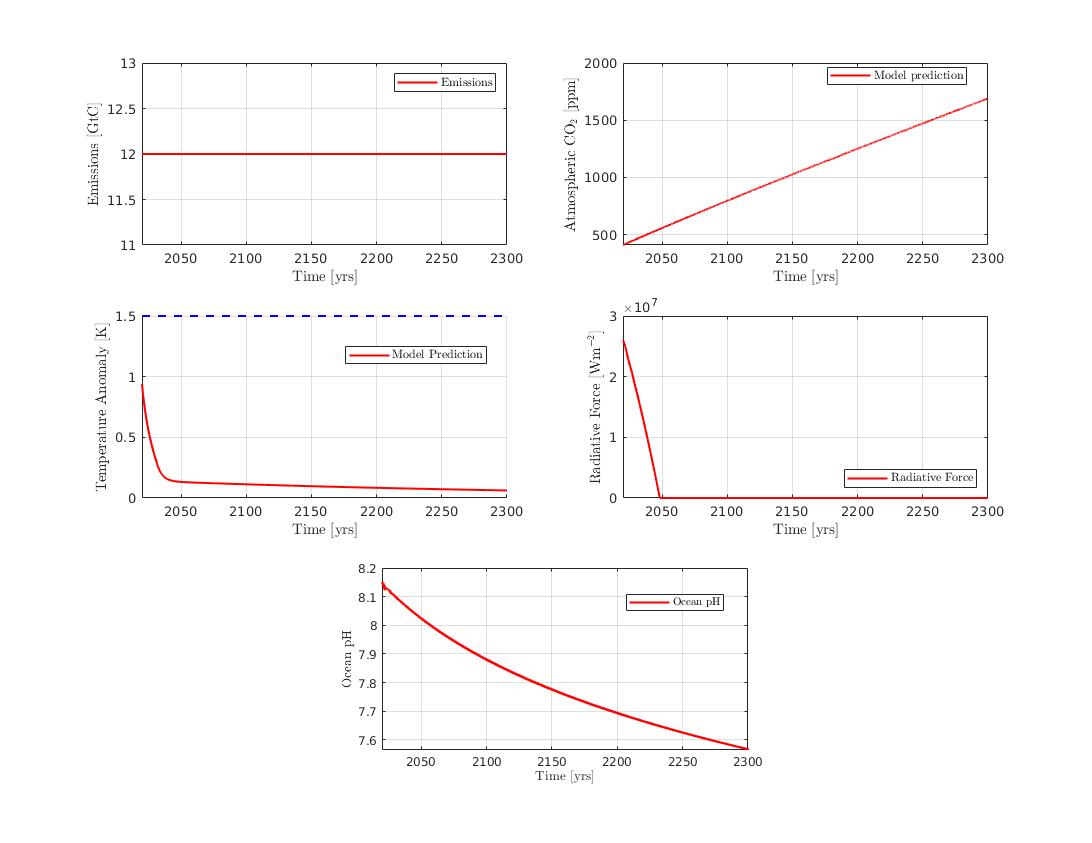 13
12.5
12
11.5
11
Emissions [GtC]
Emissions
2050 2100 2150 2200 2250 2300
Time [yrs]
2000
1500
1000
500
Atmospheric CO₂ [ppm]
Model prediction
2050 2100 2150 2200 2250 2300
Time [yrs]
1.5
1
0.5
0
Temperature Anomaly [K]
Model Prediction
2050 2100 2150 2200 2250 2300
Time [yrs]
×10⁷
3
2
1
0
Radiative Force [Wm⁻²]
Radiative Force
2050 2100 2150 2200 2250 2300
Time [yrs]
8.2
8.1
8
7.9
7.8
7.7
7.6
Ocean pH
Ocean pH
2050 2100 2150 2200 2250 2300
Time [yrs]